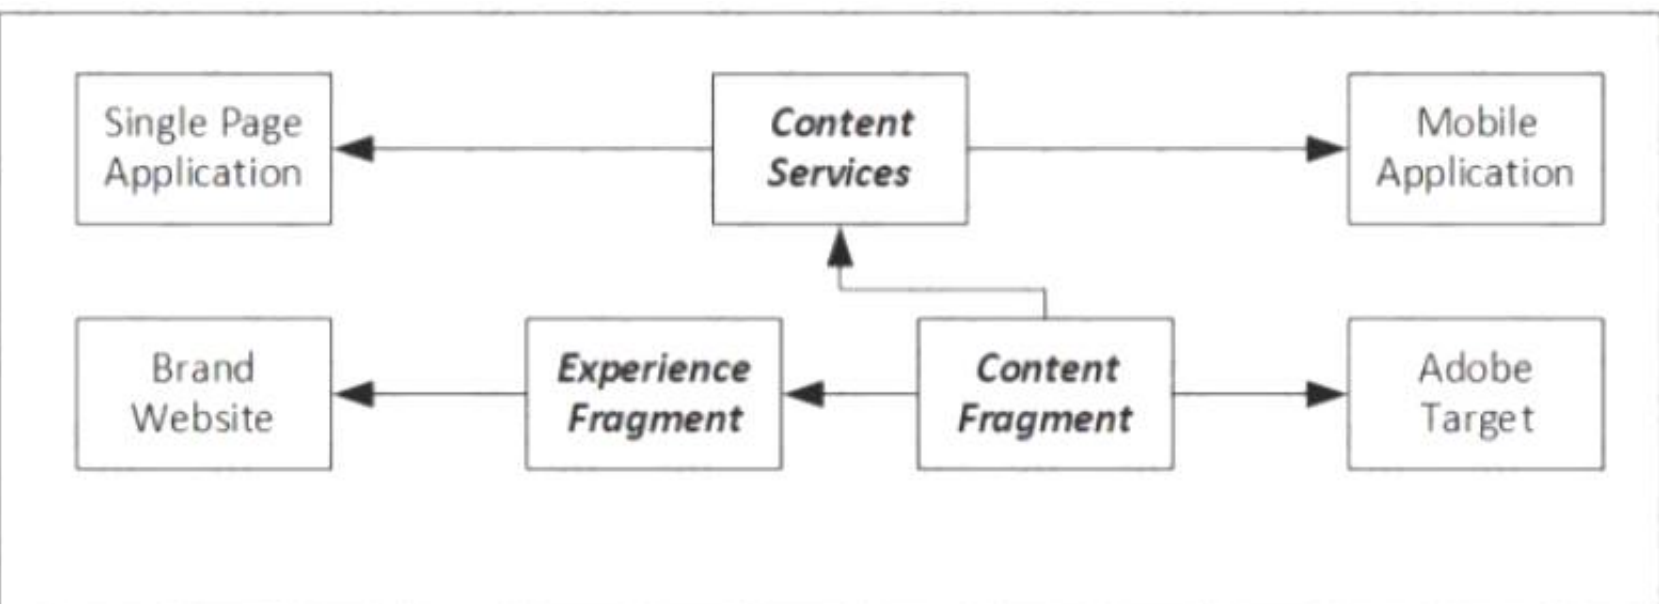 Single Page
Application
Content
Services
Mobile
Application
Brand
Website
Experience
Fragment
Content
Fragment
Adobe
Target